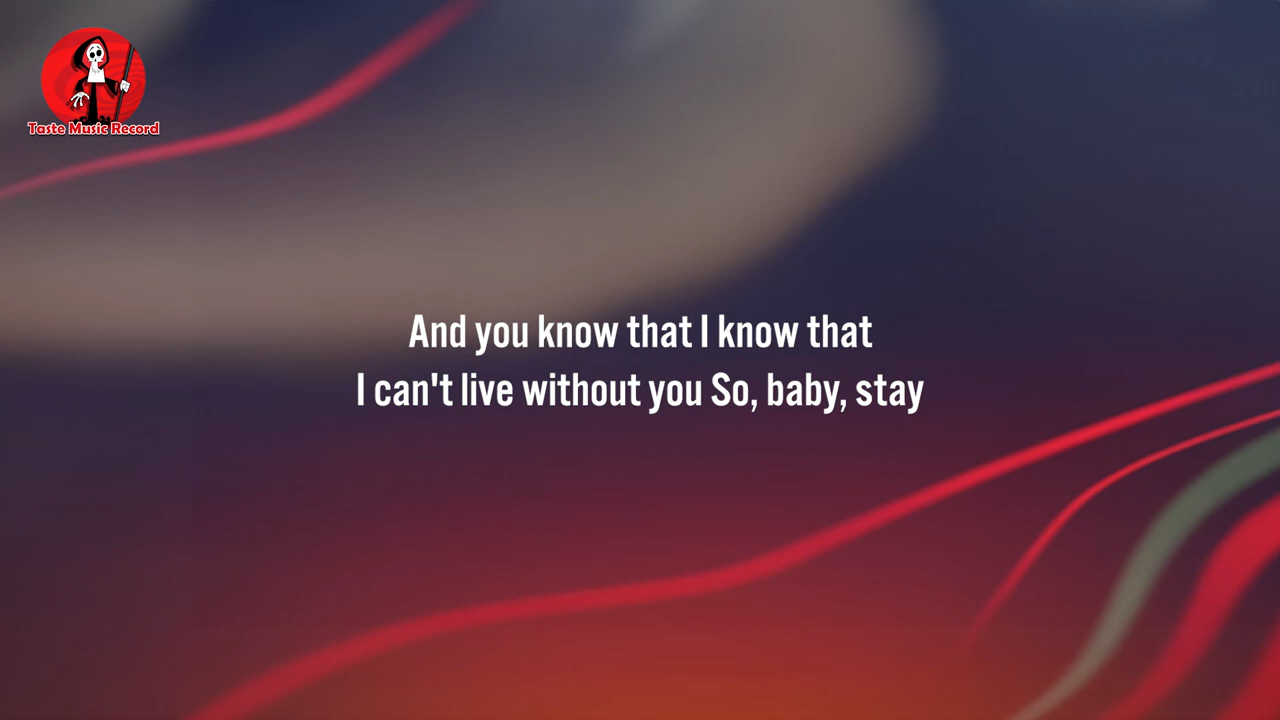 Taste Music Record
And you know that I know that
I can't live without you So, baby, stay